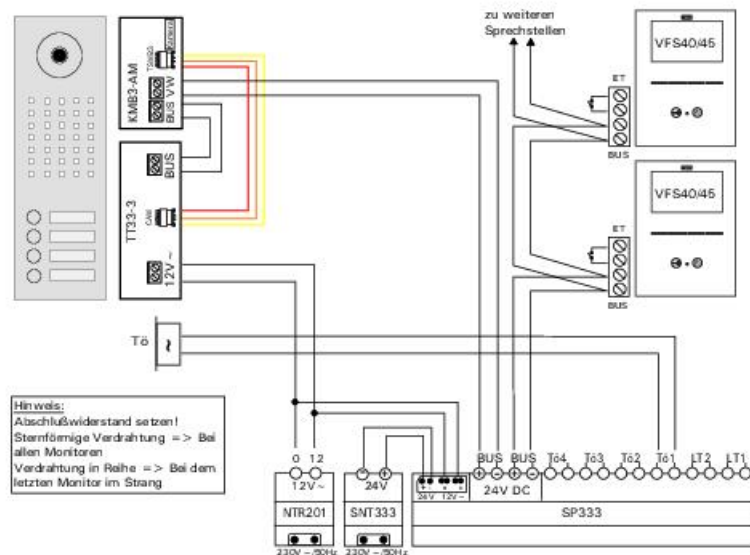 zu weiteren
Sprechstellen
VFS40/45
ET
BUS
VFS40/45
ET
BUS
KMB3-AM
TSM83
Kamera
VW
BUS
TT33-3
BUS
CAM
12V ~
Tö
~
Hinweis:
Abschlußwiderstand setzen!
Sternförmige Verdrahtung => Bei
allen Monitoren
Verdrahtung in Reihe => Bei dem
letzten Monitor im Strang
0 12
12V ~
NTR201
230V ~/50Hz
- +
24V
SNT333
230V ~/50Hz
24V 12V ~
BUS BUS Tö4 Tö3 Tö2 Tö1 LT2 LT1
+ - + -
24V DC
SP333